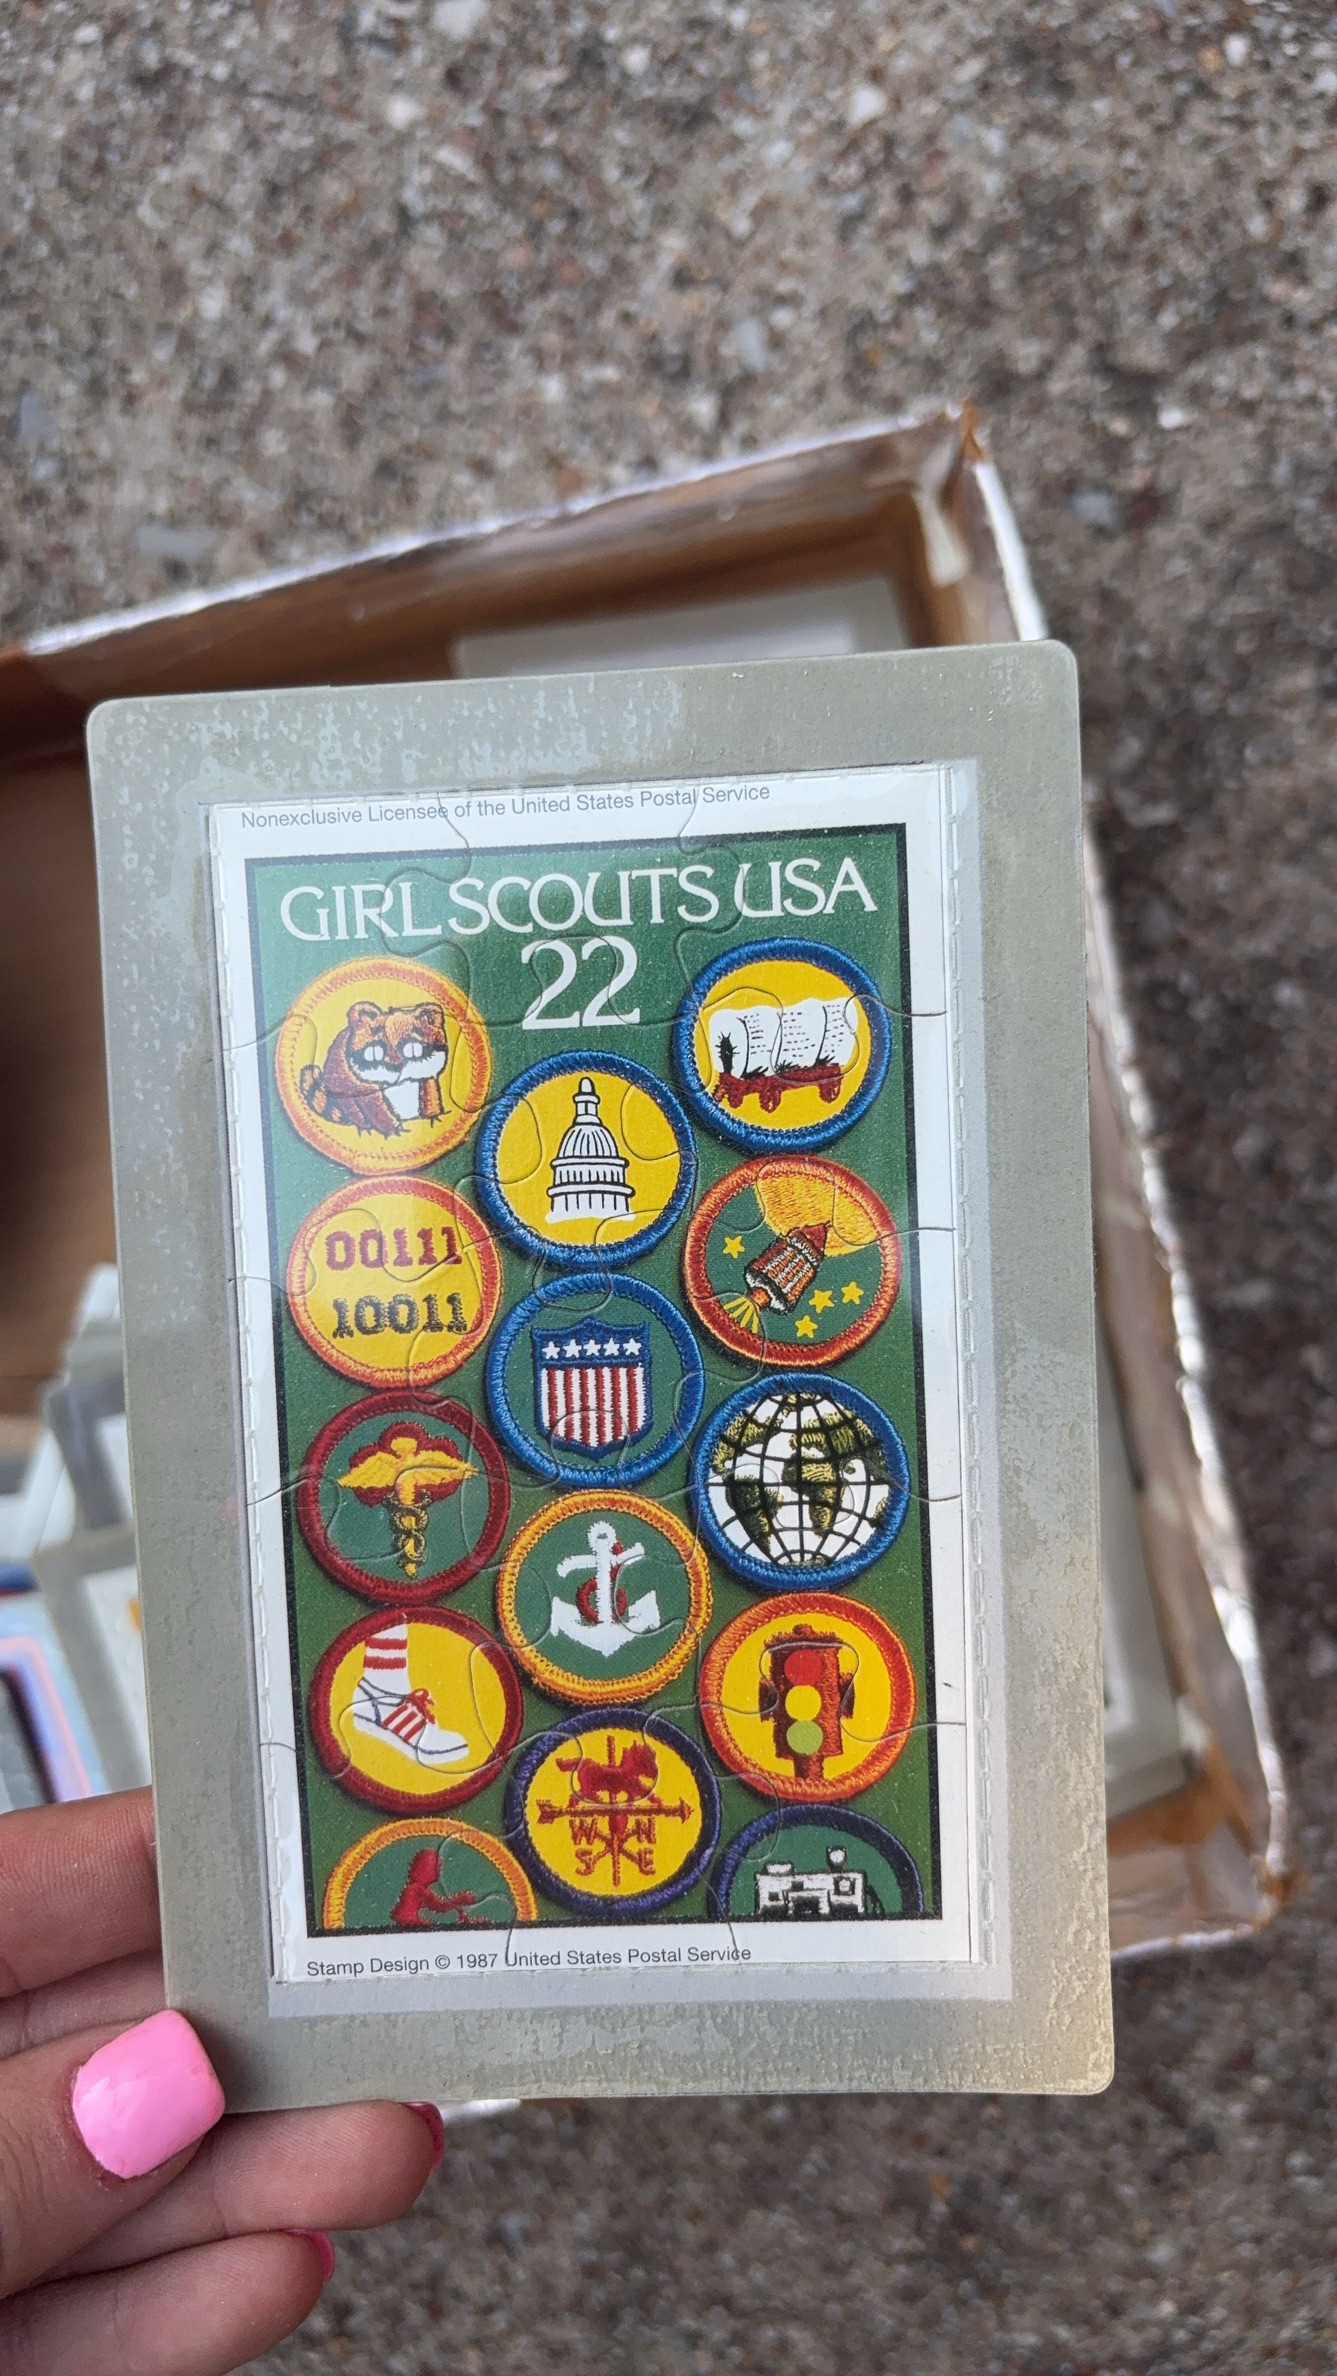 Nonexclusive Licensee of the United States Postal Service
GIRL SCOUTS USA
22
00111
10011
W N
S E
Stamp Design © 1987 United States Postal Service